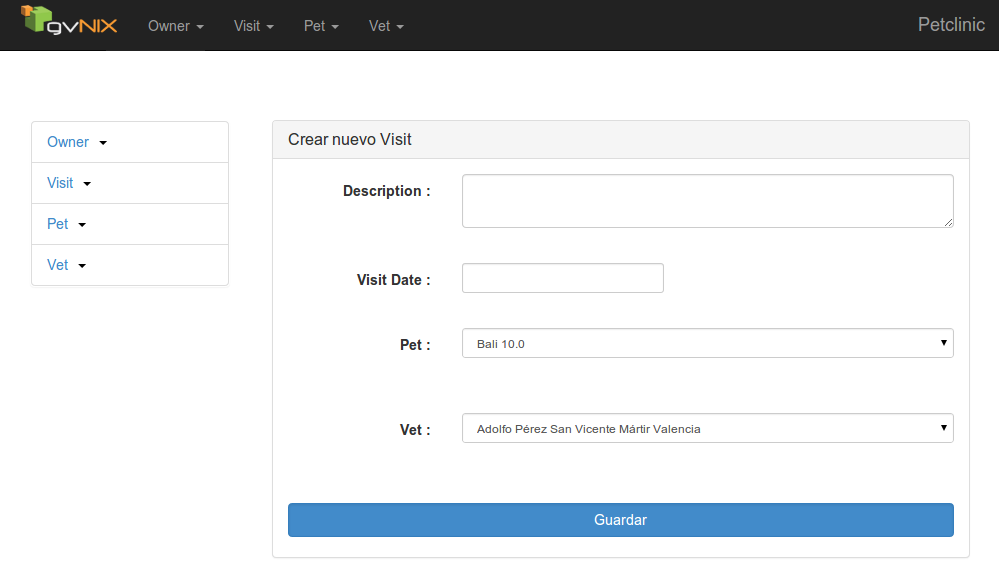 gvNIX Owner Visit Pet Vet Petclinic
Owner
Visit
Pet
Vet
Crear nuevo Visit
Description :
Visit Date :
Pet : Bali 10.0
Vet : Adolfo Pérez San Vicente Mártir Valencia
Guardar